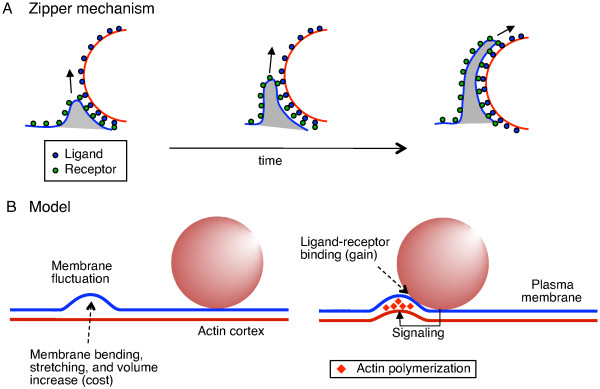 A Zipper mechanism
Ligand
Receptor
time
B Model
Membrane
fluctuation
Actin cortex
Membrane bending,
stretching, and volume
increase (cost)
Ligand-receptor
binding (gain)
Plasma
membrane
Signaling
Actin polymerization